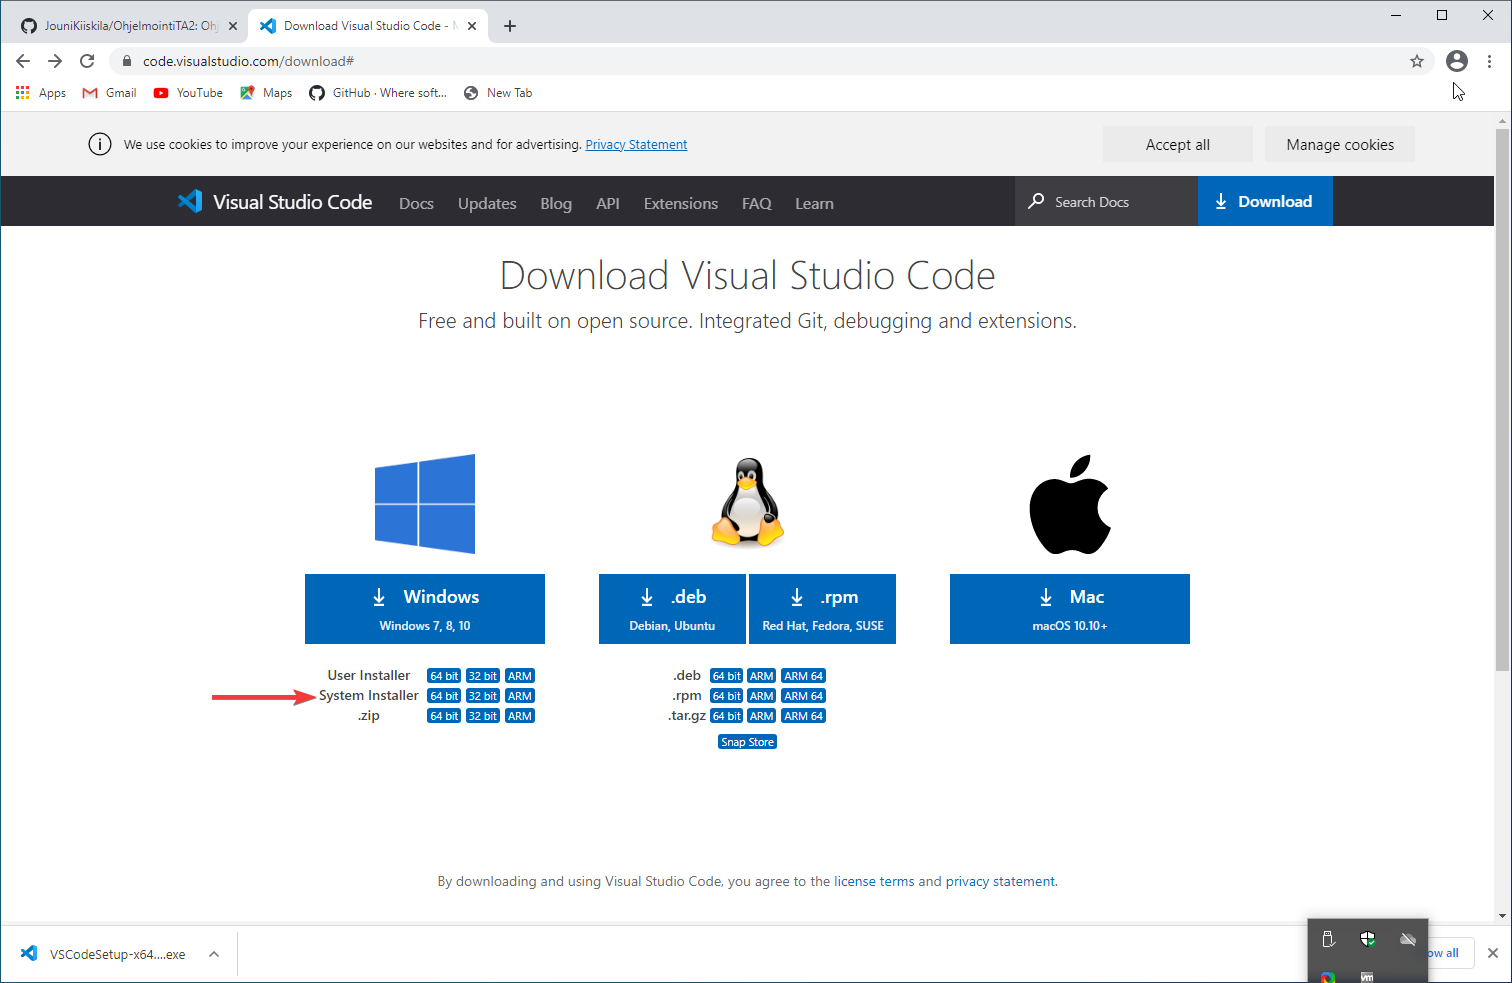 JouniKiiskila/OhjelmointiTA2: Oh
Download Visual Studio Code -
code.visualstudio.com/download#
Apps Gmail YouTube Maps GitHub · Where soft... New Tab
We use cookies to improve your experience on our websites and for advertising. Privacy Statement
Accept all Manage cookies
Visual Studio Code Docs Updates Blog API Extensions FAQ Learn Search Docs Download
Download Visual Studio Code
Free and built on open source. Integrated Git, debugging and extensions.
Windows
Windows 7, 8, 10
.deb
Debian, Ubuntu
.rpm
Red Hat, Fedora, SUSE
Mac
macOS 10.10+
User Installer 64 bit 32 bit ARM
System Installer 64 bit 32 bit ARM
.zip 64 bit 32 bit ARM
.deb 64 bit ARM ARM 64
.rpm 64 bit ARM ARM 64
.tar.gz 64 bit ARM ARM 64
Snap Store
By downloading and using Visual Studio Code, you agree to the license terms and privacy statement.
VSCodeSetup-x64....exe
ow all
vm